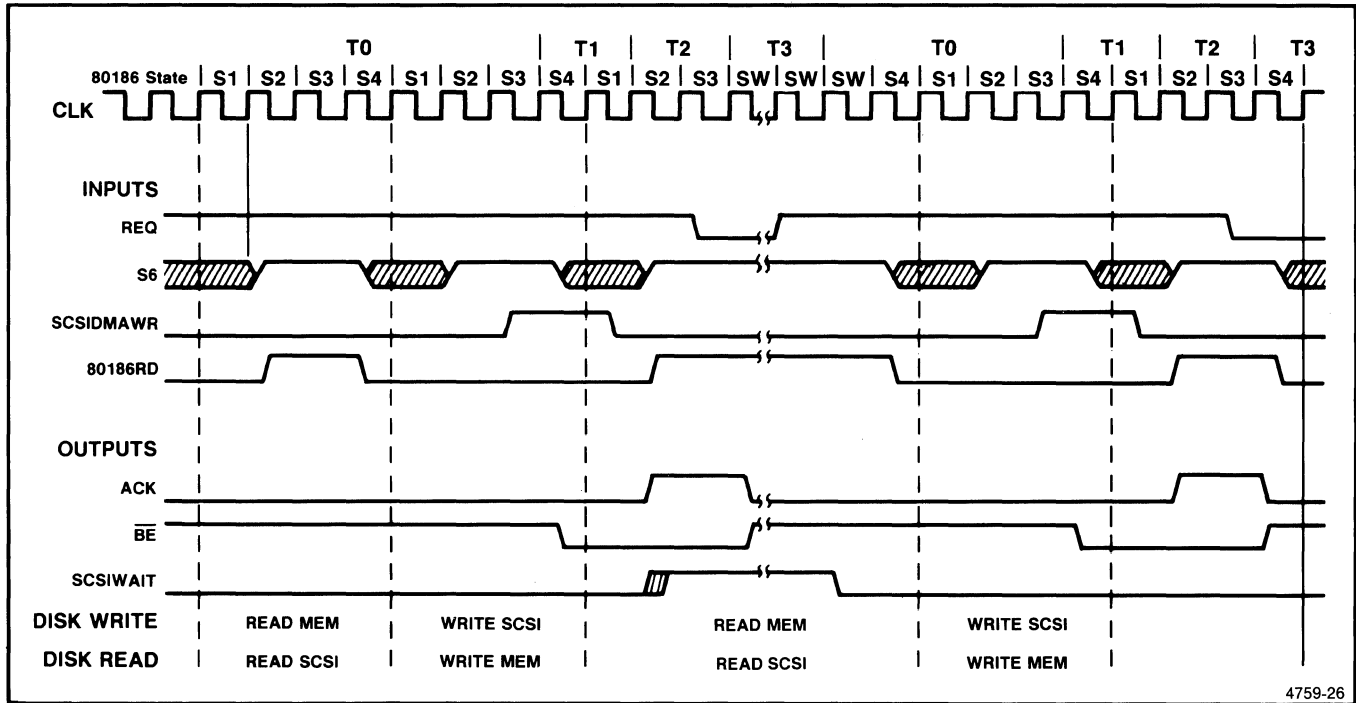 T0 T1 T2 T3 T0 T1 T2 T3
80186 State S1 S2 S3 S4 S1 S2 S3 S4 S1 S2 S3 SW SW SW S4 S1 S2 S3 S4 S1 S2 S3 S4
CLK
INPUTS
REQ
S6
SCSIDMAWR
80186RD
OUTPUTS
ACK
BE
SCSIWAIT
DISK WRITE READ MEM WRITE SCSI READ MEM WRITE SCSI
DISK READ READ SCSI WRITE MEM READ SCSI WRITE MEM
4759-26